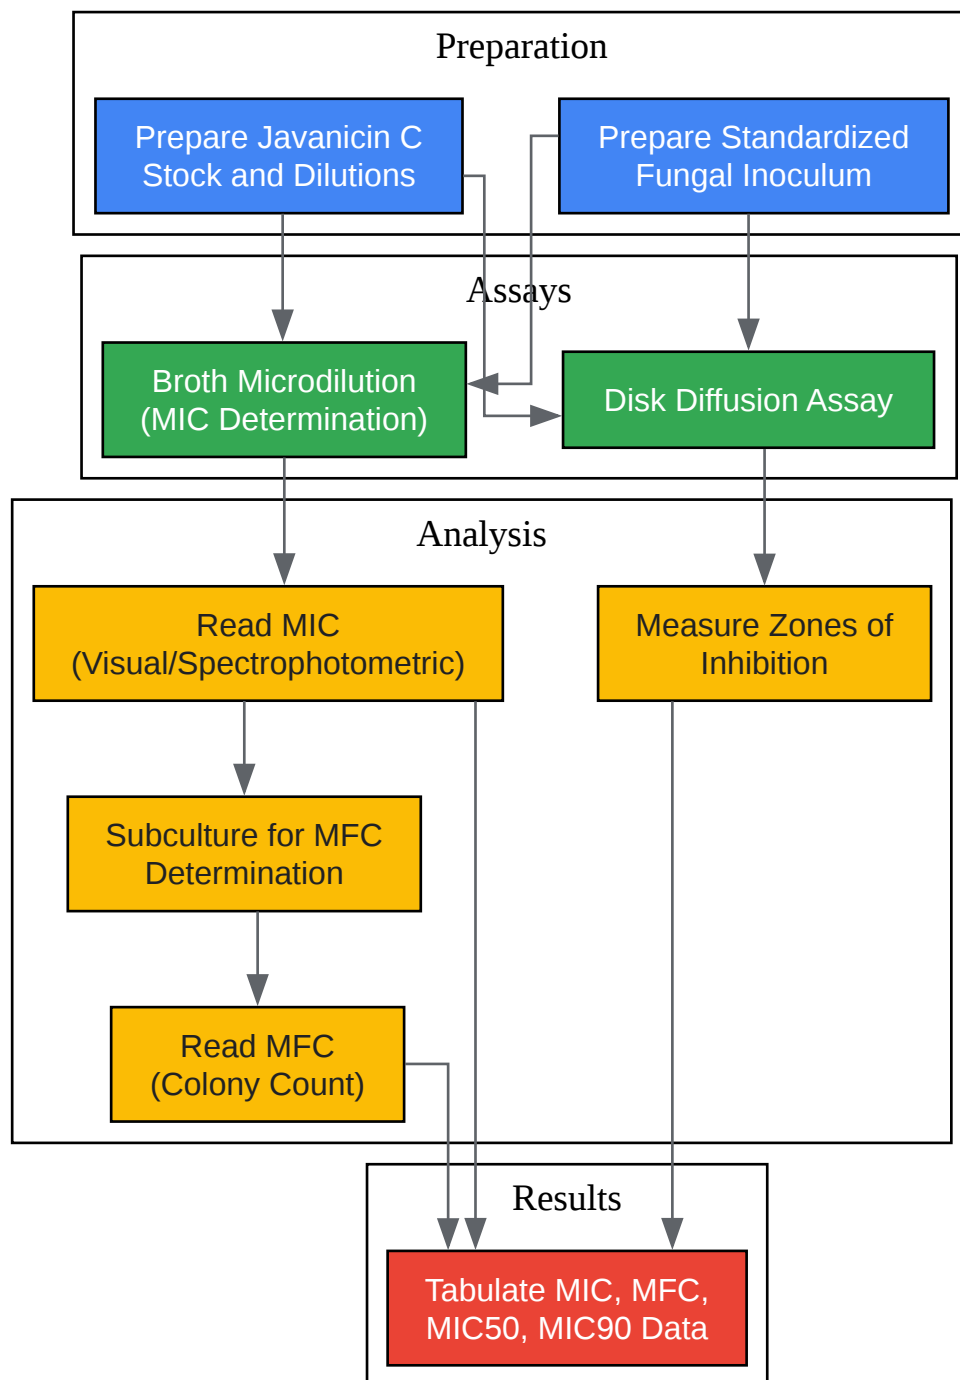 Preparation
Prepare Javanicin C
Stock and Dilutions
Prepare Standardized
Fungal Inoculum
Assays
Broth Microdilution
(MIC Determination)
Disk Diffusion Assay
Analysis
Read MIC
(Visual/Spectrophotometric)
Measure Zones of
Inhibition
Subculture for MFC
Determination
Read MFC
(Colony Count)
Results
Tabulate MIC, MFC,
MIC50, MIC90 Data